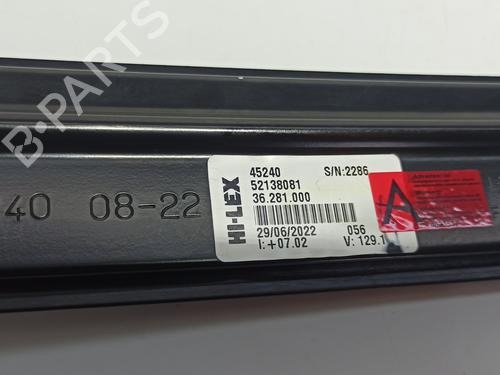 B-PARTS
40 08-22
HI-LEX
45240 S/N:2286
52138081
36.281.000
29/06/2022 056
I:+07.02 V: 129.1
A